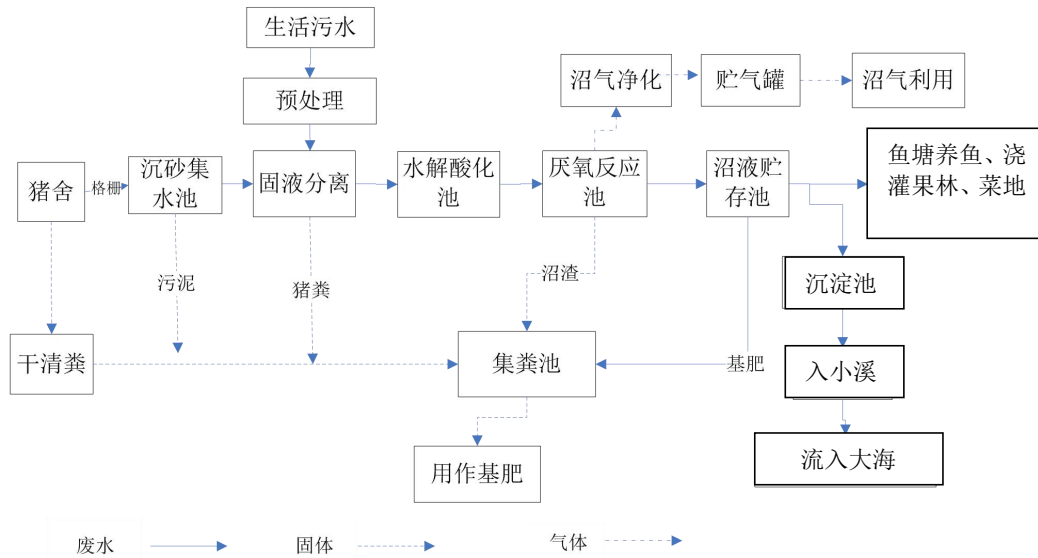 生活污水
预处理
沼气净化
贮气罐
沼气利用
猪舍
格栅
沉砂集
水池
固液分离
水解酸化
池
厌氧反应
池
沼液贮
存池
鱼塘养鱼、浇
灌果林、菜地
污泥
猪粪
沼渣
沉淀池
干清粪
集粪池
基肥
入小溪
用作基肥
流入大海
废水
固体
气体